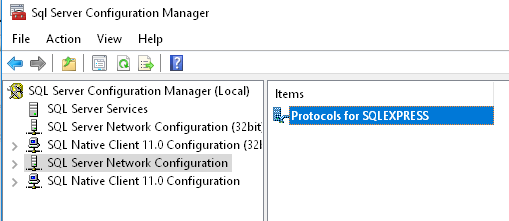 Sql Server Configuration Manager
File Action View Help
SQL Server Configuration Manager (Local)
SQL Server Services
SQL Server Network Configuration (32bit
SQL Native Client 11.0 Configuration (32l
SQL Server Network Configuration
SQL Native Client 11.0 Configuration
Items
Protocols for SQLEXPRESS